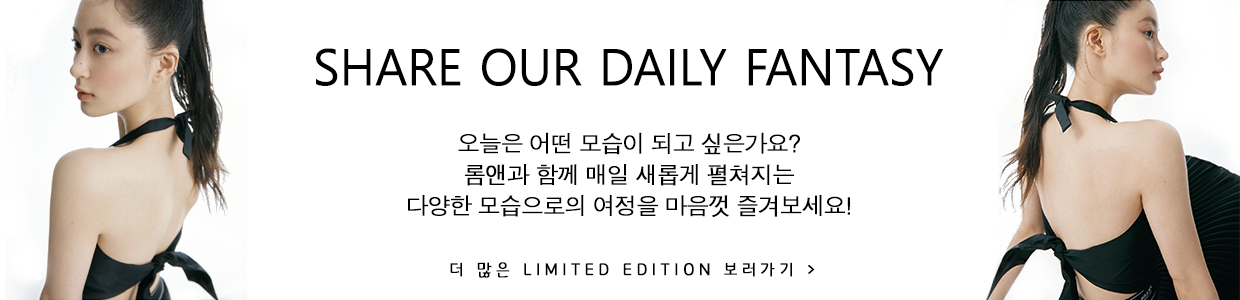 SHARE OUR DAILY FANTASY
오늘은 어떤 모습이 되고 싶은가요?
롬앤과 함께 매일 새롭게 펼쳐지는
다양한 모습으로의 여정을 마음껏 즐겨보세요!
더 많은 LIMITED EDITION 보러가기 >